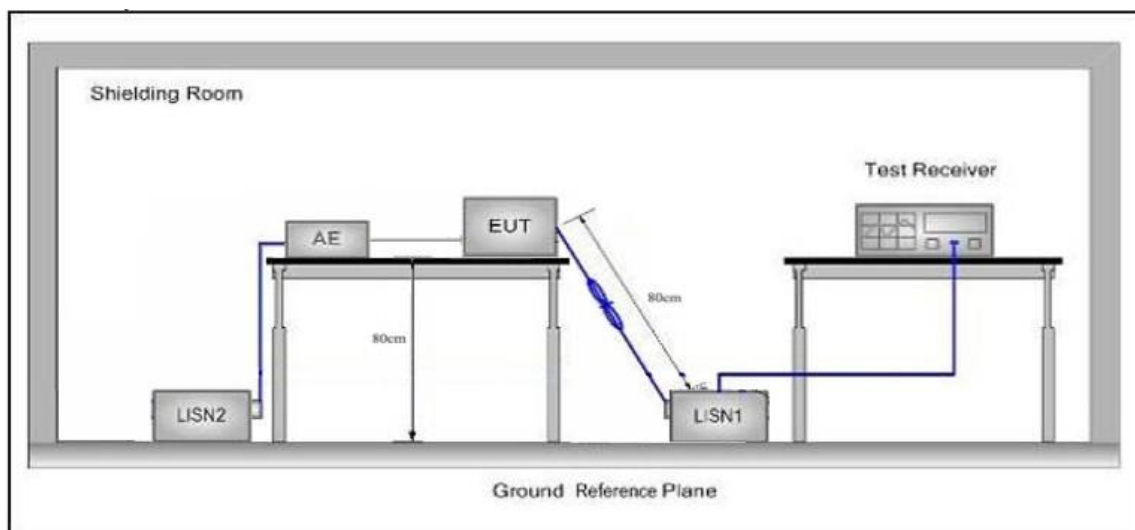 Shielding Room
Test Receiver
AE
EUT
80cm
80cm
LISN2
LISN1
Ground Reference Plane